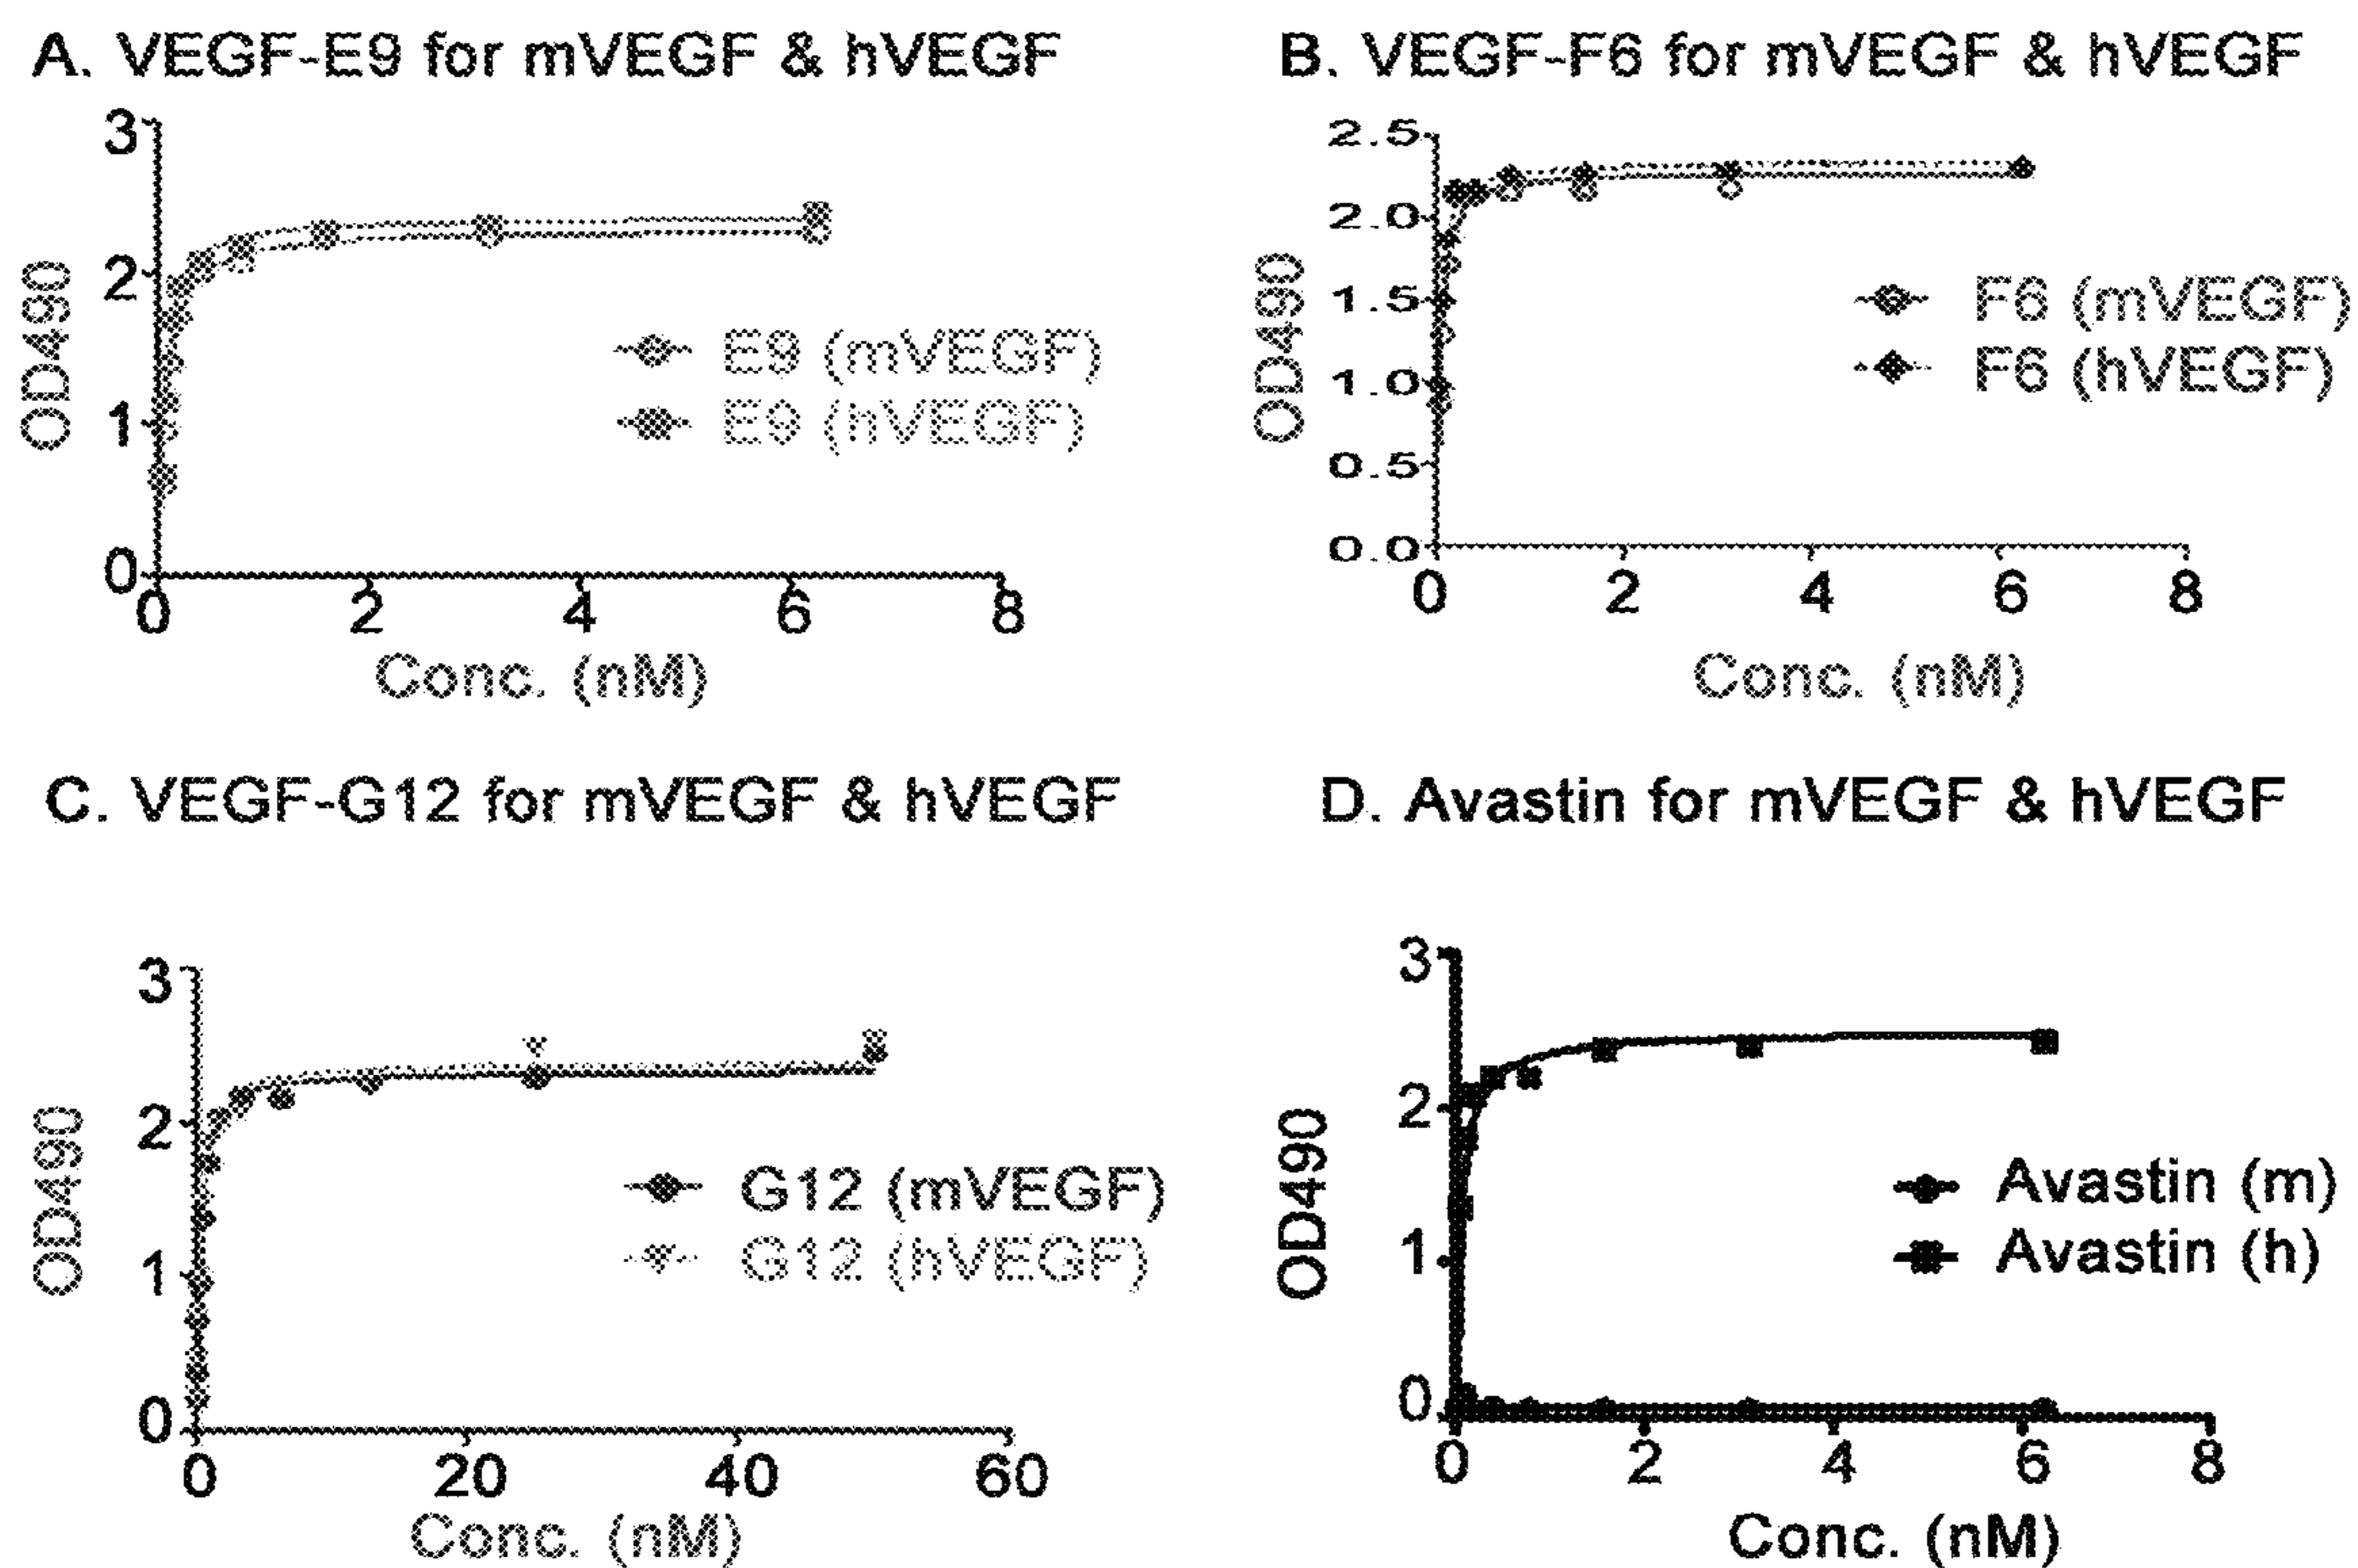 A. VEGF-E9 for mVEGF & hVEGF
3
2
1
0
OD490
E9 (mVEGF)
E9 (hVEGF)
0 2 4 6 8
Conc. (nM)
B. VEGF-F6 for mVEGF & hVEGF
2.5
2.0
1.5
1.0
0.5
0.0
OD490
F6 (mVEGF)
F6 (hVEGF)
0 2 4 6 8
Conc. (nM)
C. VEGF-G12 for mVEGF & hVEGF
3
2
1
0
OD490
G12 (mVEGF)
G12 (hVEGF)
0 20 40 60
Conc. (nM)
D. Avastin for mVEGF & hVEGF
3
2
1
0
OD490
Avastin (m)
Avastin (h)
0 2 4 6 8
Conc. (nM)